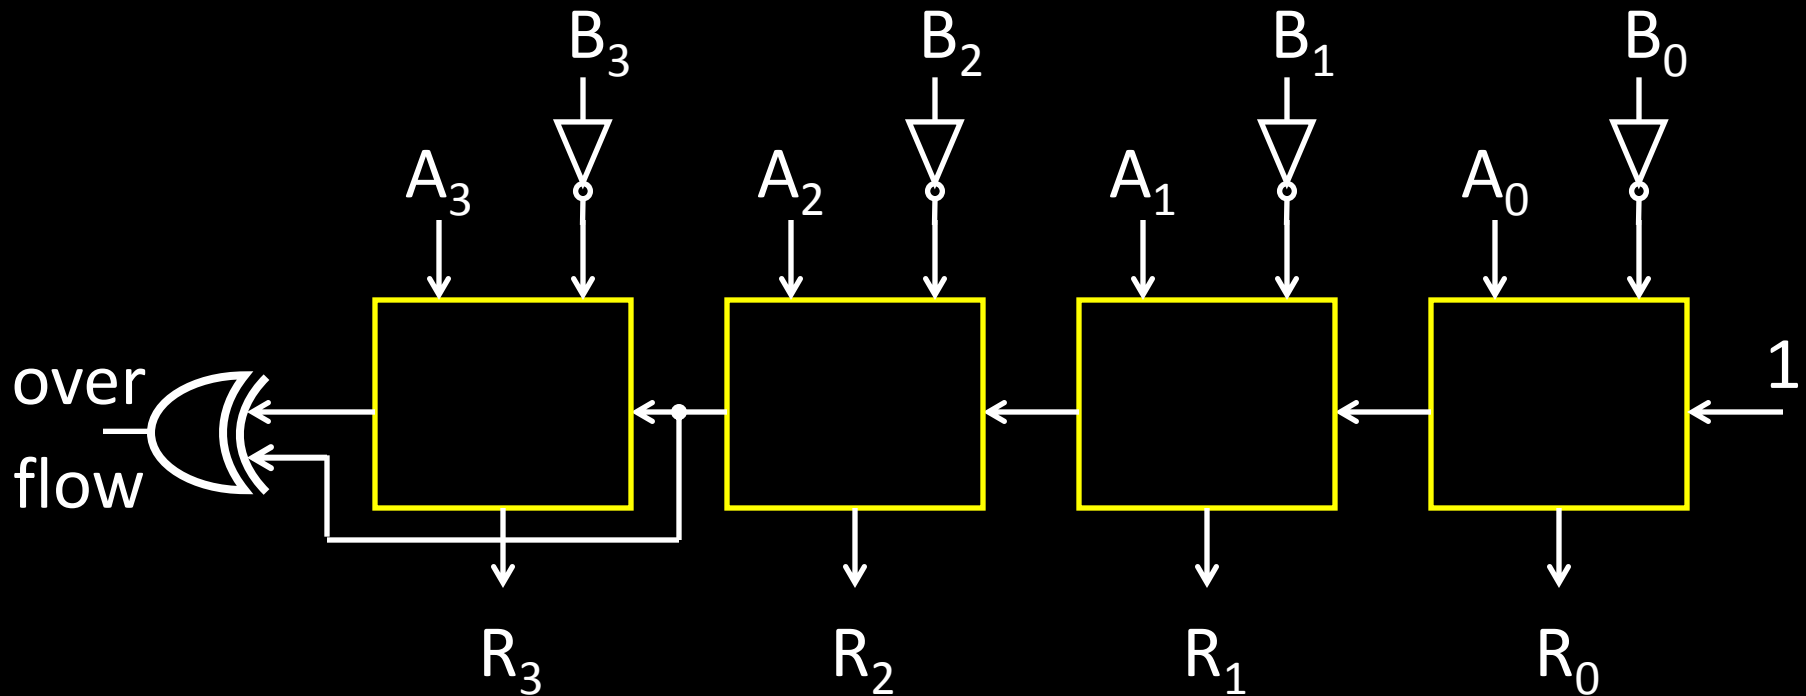 B₃ B₂ B₁ B₀
A₃ A₂ A₁ A₀
1
over
flow
R₃ R₂ R₁ R₀